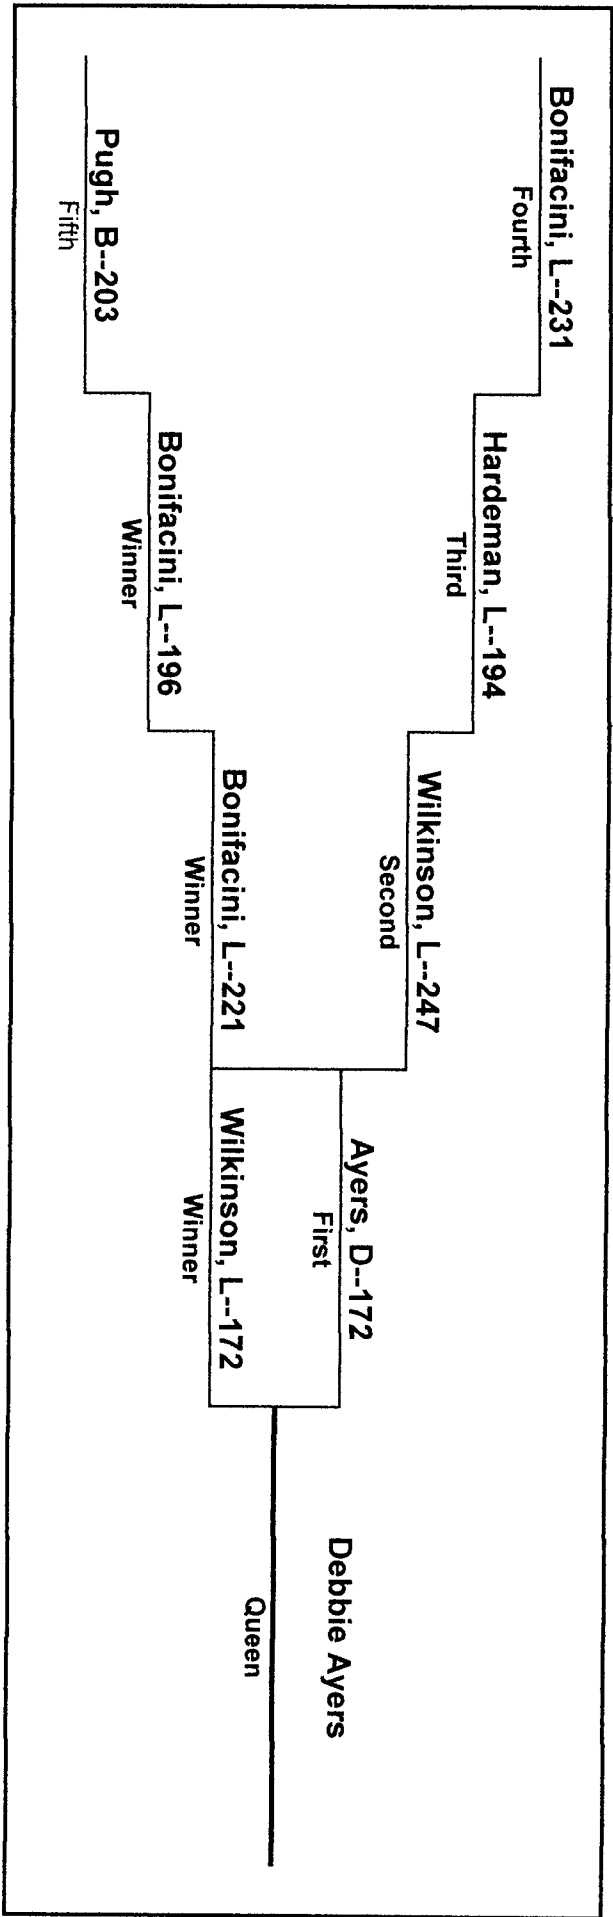 Bonifacini, L--231
Fourth
Pugh, B--203
Fifth
Hardeman, L--194
Third
Bonifacini, L--196
Winner
Wilkinson, L--247
Second
Bonifacini, L--221
Winner
Ayers, D--172
First
Wilkinson, L--172
Winner
Debbie Ayers
Queen